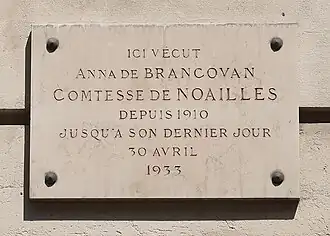 ICI VÉCUT
ANNA DE BRANCOVAN
COMTESSE DE NOAILLES
DEPUIS 1910
JUSQU'A SON DERNIER JOUR
30 AVRIL
1933